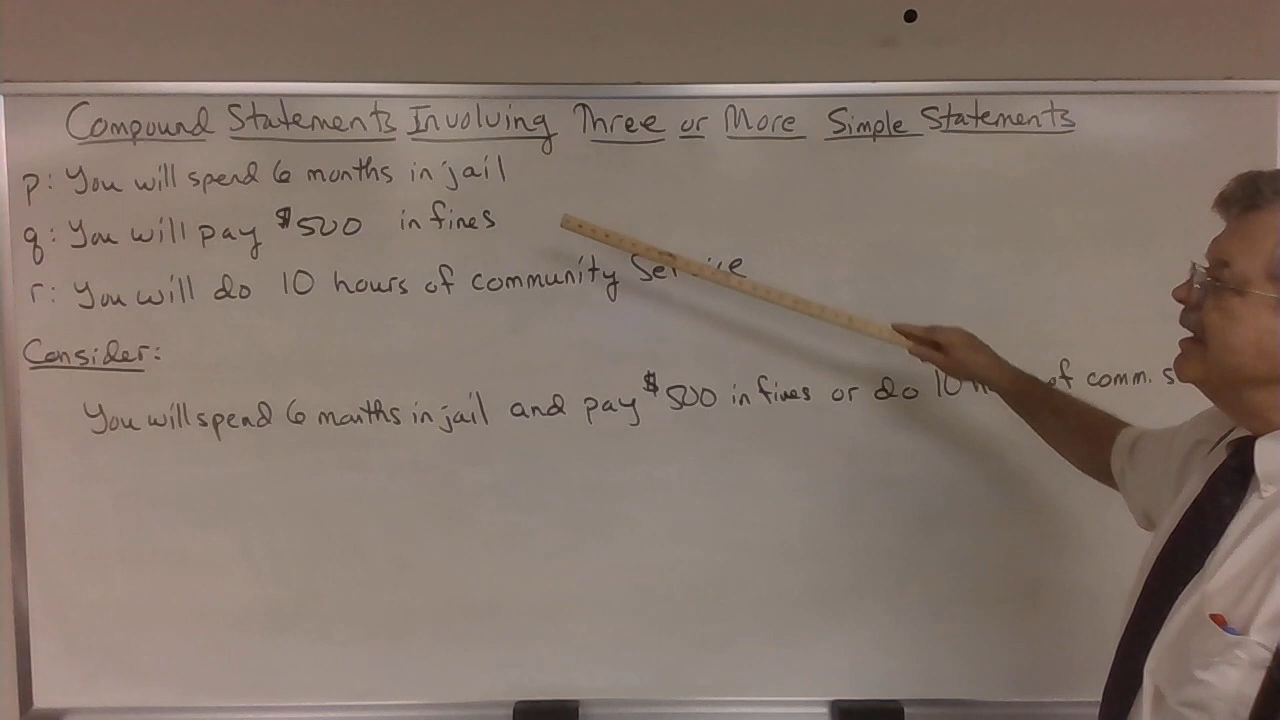 Compound Statements Involving Three or More Simple Statements
p: You will spend 6 months in jail
q: You will pay $500 in fines
r: You will do 10 hours of community
Consider:
You will spend 6 months in jail and pay $500 in fines or do 10 of comm.